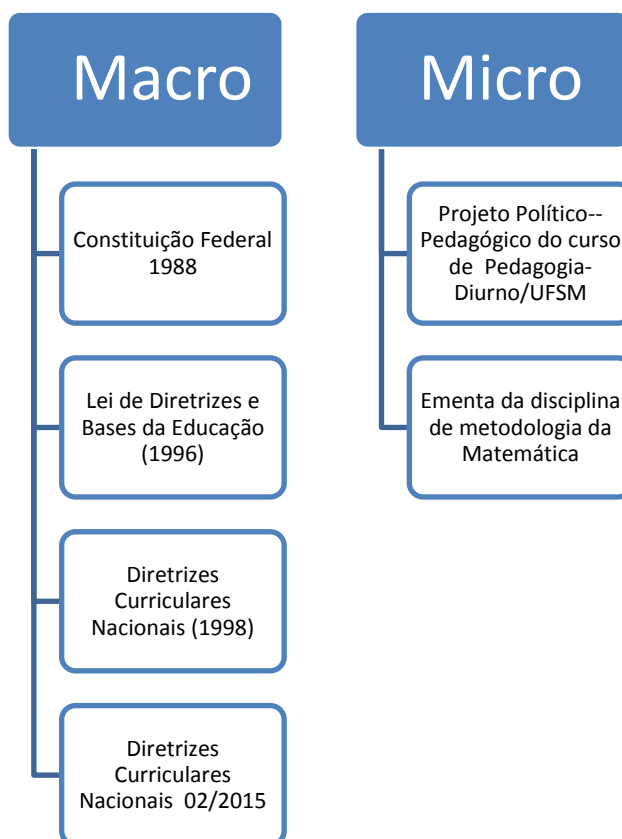 Macro
Constituição Federal
1988
Lei de Diretrizes e
Bases da Educação
(1996)
Diretrizes
Curriculares
Nacionais (1998)
Diretrizes
Curriculares
Nacionais 02/2015
Micro
Projeto Político--
Pedagógico do curso
de Pedagogia-
Diurno/UFSM
Ementa da disciplina
de metodologia da
Matemática